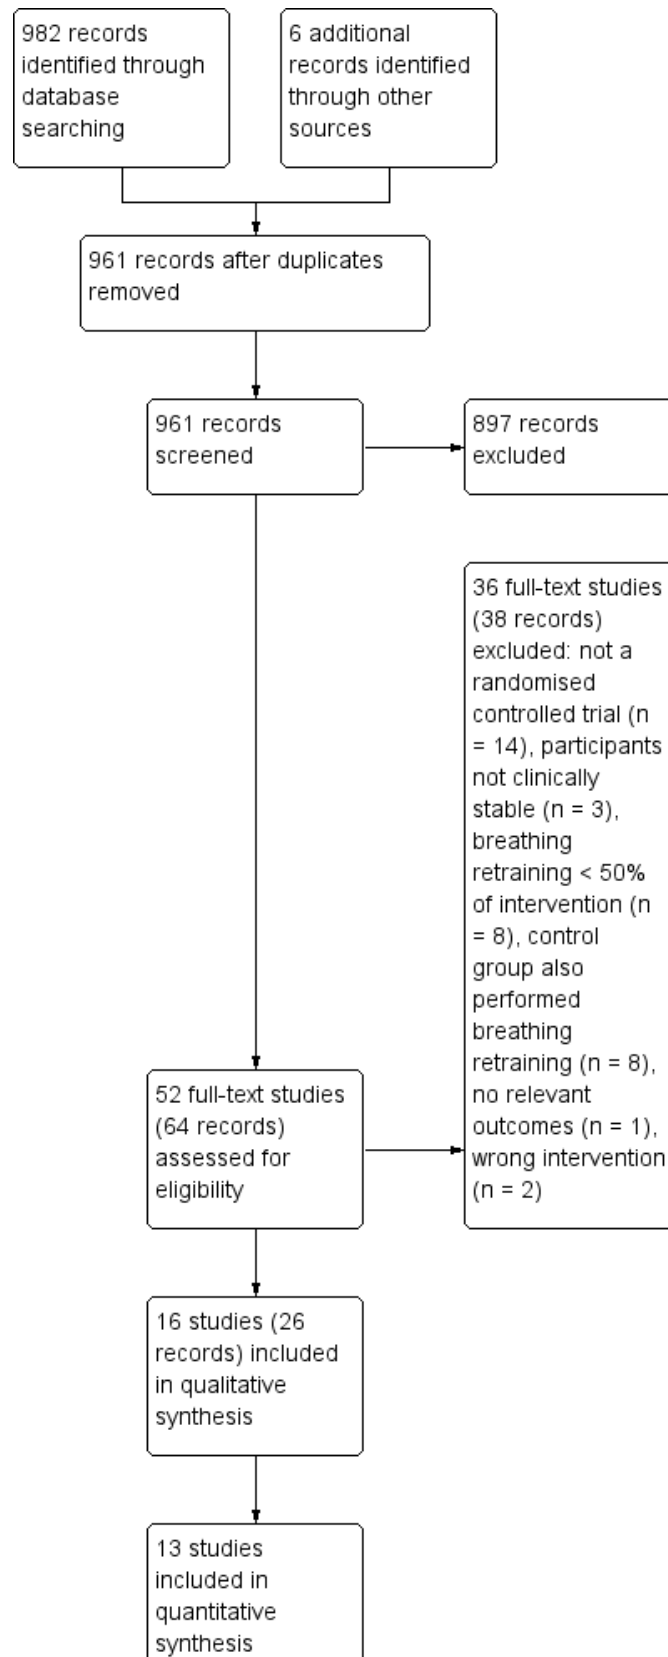 982 records
identified through
database
searching
6 additional
records identified
through other
sources
961 records after duplicates
removed
961 records
screened
897 records
excluded
36 full-text studies
(38 records)
excluded: not a
randomised
controlled trial (n
= 14), participants
not clinically
stable (n = 3),
breathing
retraining < 50%
of intervention (n
= 8), control
group also
performed
breathing
retraining (n = 8),
no relevant
outcomes (n = 1),
wrong intervention
(n = 2)
52 full-text studies
(64 records)
assessed for
eligibility
16 studies (26
records) included
in qualitative
synthesis
13 studies
included in
quantitative
synthesis